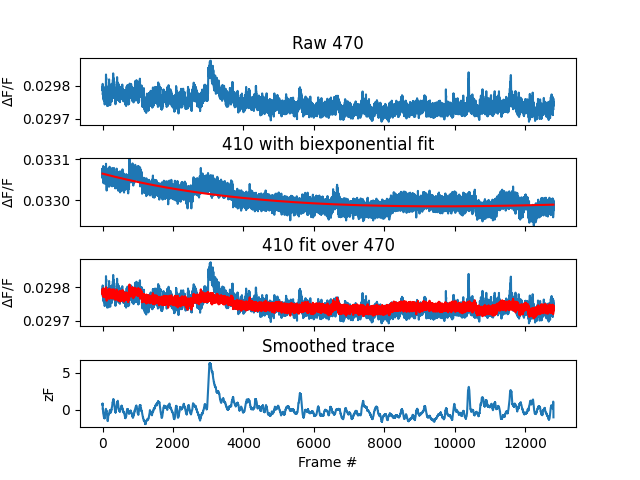 Raw 470
ΔF/F
0.0298
0.0297
410 with biexponential fit
ΔF/F
0.0331
0.0330
410 fit over 470
ΔF/F
0.0298
0.0297
Smoothed trace
zF
5
0
0 2000 4000 6000 8000 10000 12000
Frame #